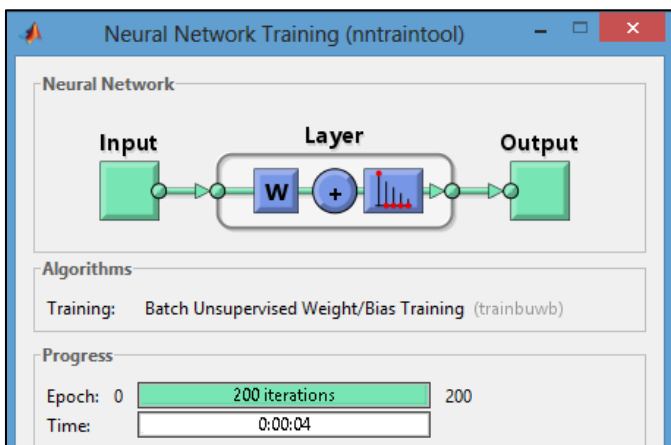 Neural Network Training (nntraintool)
Neural Network
Input Layer Output
W +
Algorithms
Training: Batch Unsupervised Weight/Bias Training (trainbuwb)
Progress
Epoch: 0 200 iterations 200
Time: 0:00:04